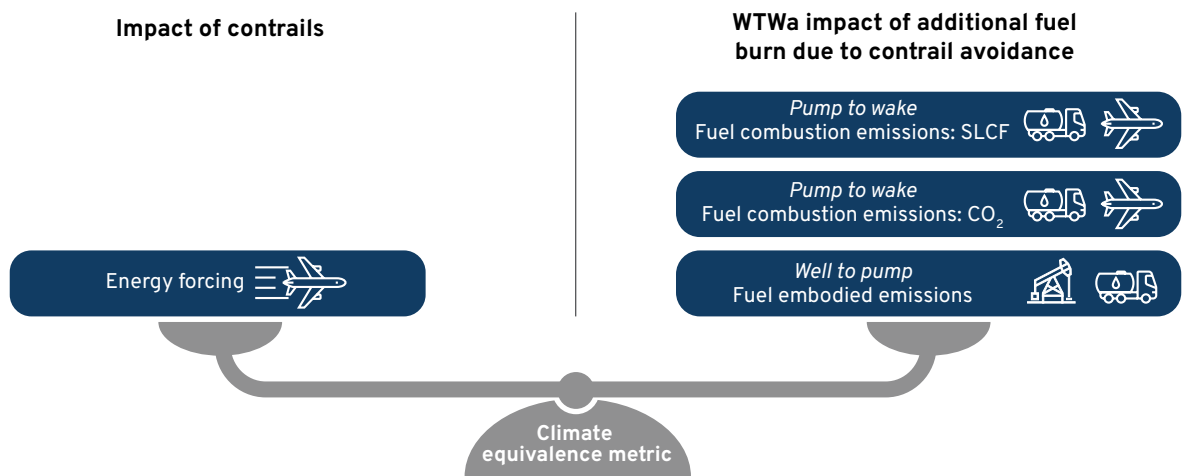 Impact of contrails
WTWa impact of additional fuel
burn due to contrail avoidance
Pump to wake
Fuel combustion emissions: SLCF
Pump to wake
Fuel combustion emissions: CO₂
Energy forcing
Well to pump
Fuel embodied emissions
Climate
equivalence metric